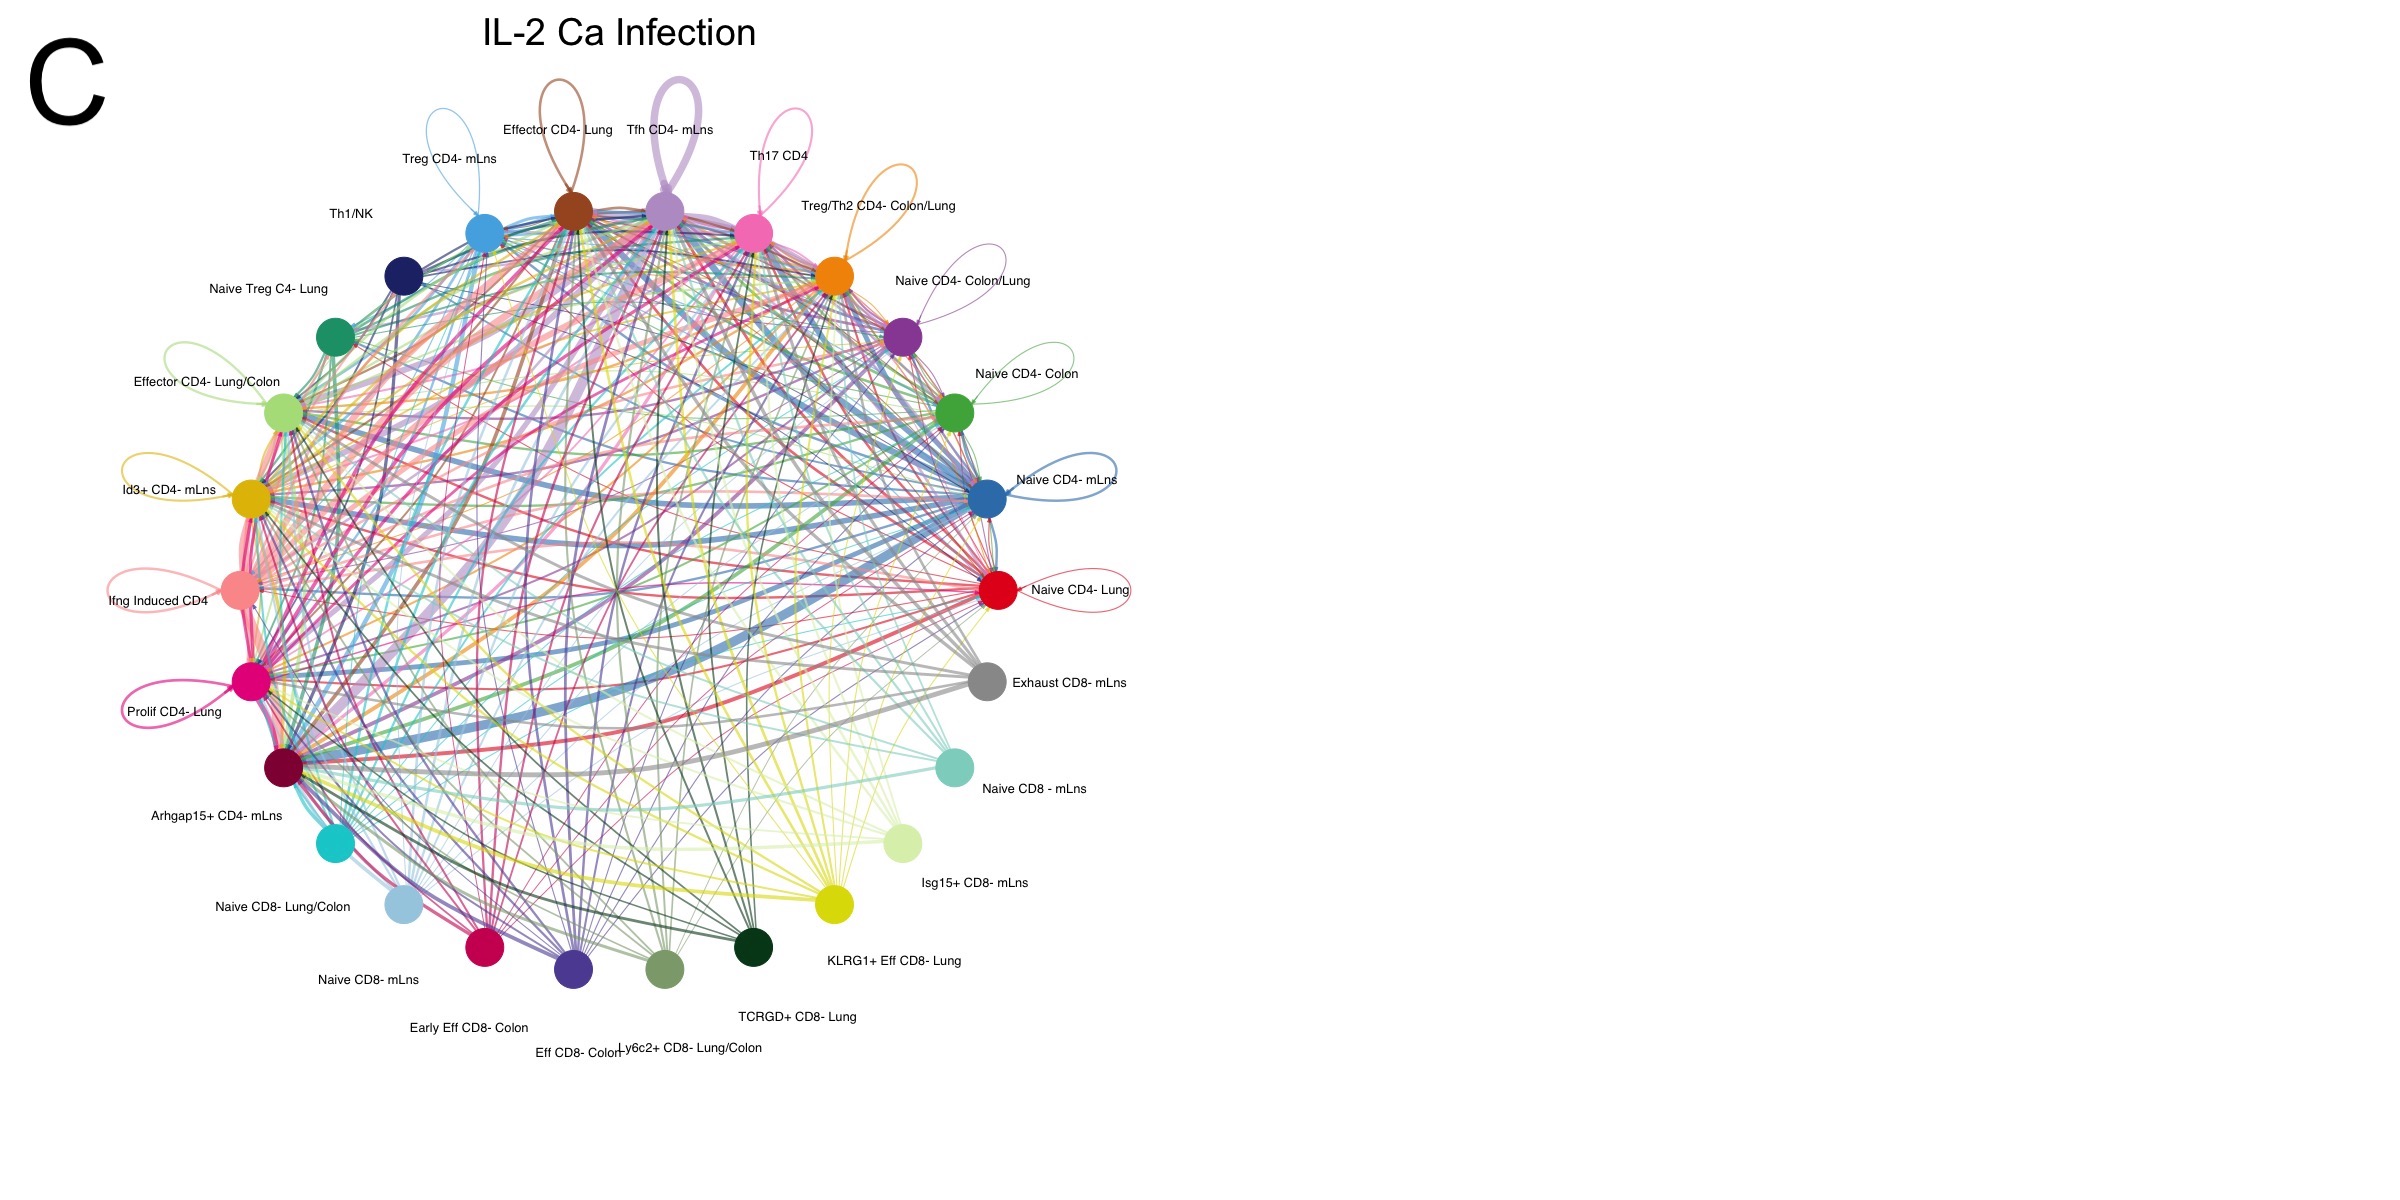 C
IL-2 Ca Infection
Effector CD4- Lung
Tfh CD4- mLns
Treg CD4- mLns
Th17 CD4
Th1/NK
Treg/Th2 CD4- Colon/Lung
Naive Treg C4- Lung
Naive CD4- Colon/Lung
Effector CD4- Lung/Colon
Naive CD4- Colon
Id3+ CD4- mLns
Naive CD4- mLns
Ifng Induced CD4
Naive CD4- Lung
Prolif CD4- Lung
Exhaust CD8- mLns
Arhgap15+ CD4- mLns
Naive CD8 - mLns
Naive CD8- Lung/Colon
Isg15+ CD8- mLns
Naive CD8- mLns
KLRG1+ Eff CD8- Lung
Early Eff CD8- Colon
TCRGD+ CD8- Lung
Eff CD8- Colon
Ly6c2+ CD8- Lung/Colon